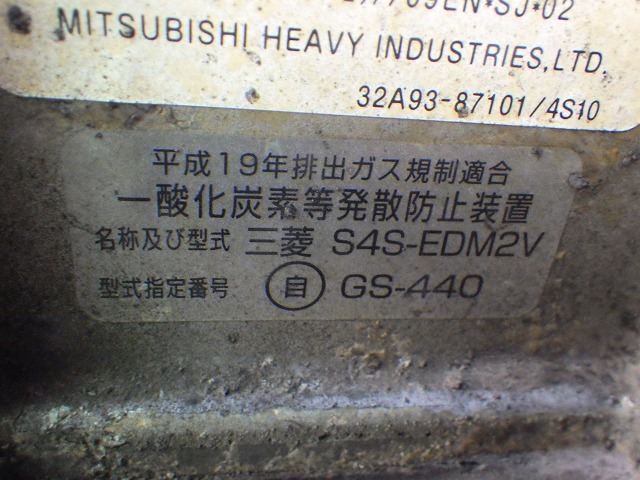 MITSUBISHI HEAVY INDUSTRIES,LTD.
32A93-87101/4S10
平成19年排出ガス規制適合
一酸化炭素等発散防止装置
名称及び型式 三菱 S4S-EDM2V
型式指定番号 自 GS-440